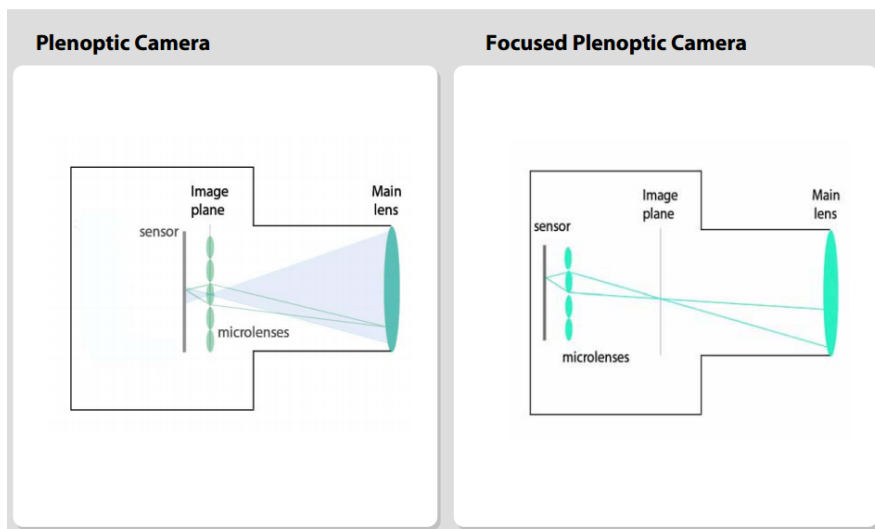 Plenoptic Camera
Image
plane
Main
lens
sensor
microlenses
Focused Plenoptic Camera
Image
plane
Main
lens
sensor
microlenses